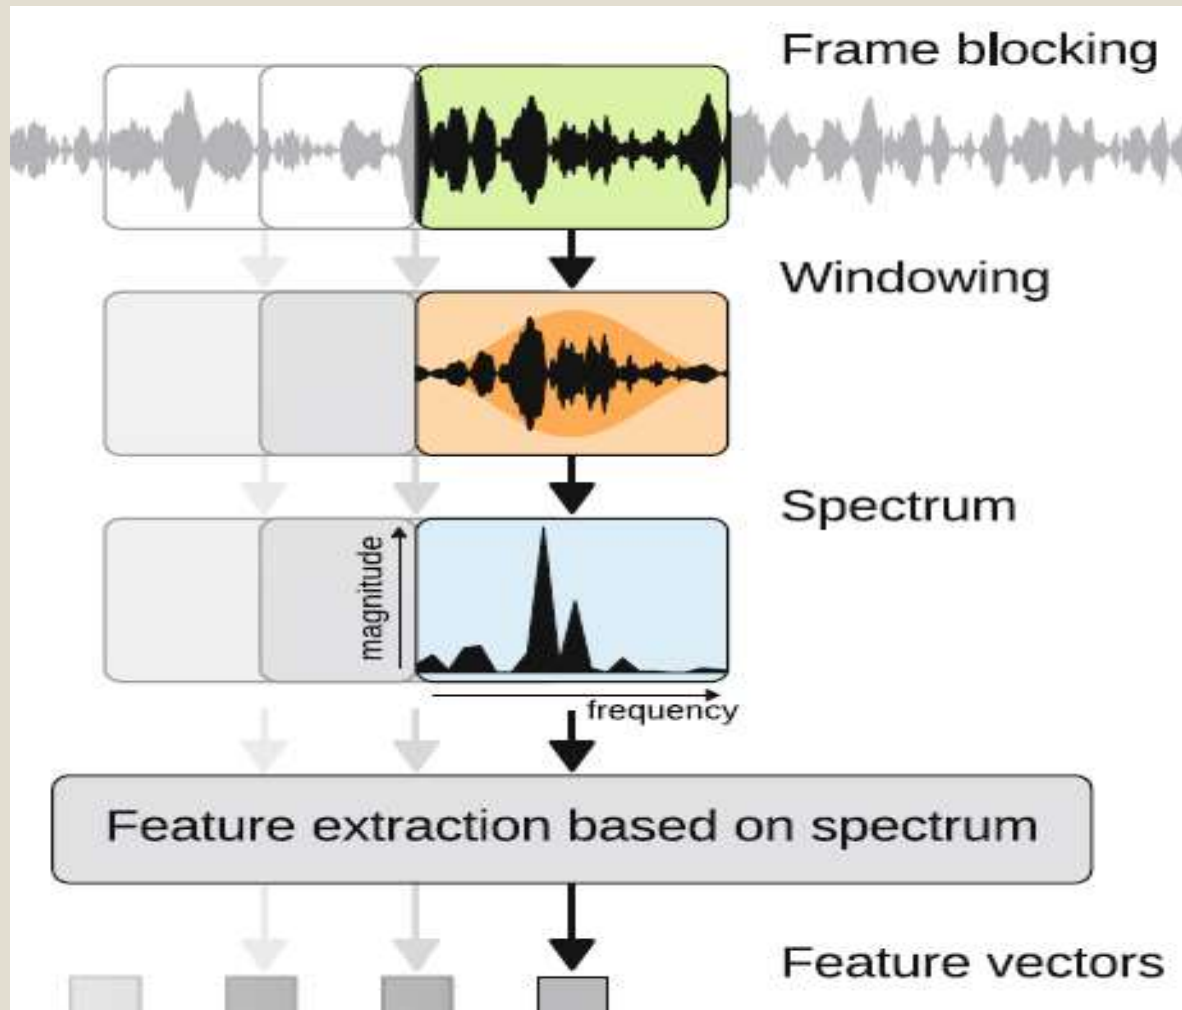 Frame blocking
Windowing
Spectrum
magnitude
frequency
Feature extraction based on spectrum
Feature vectors